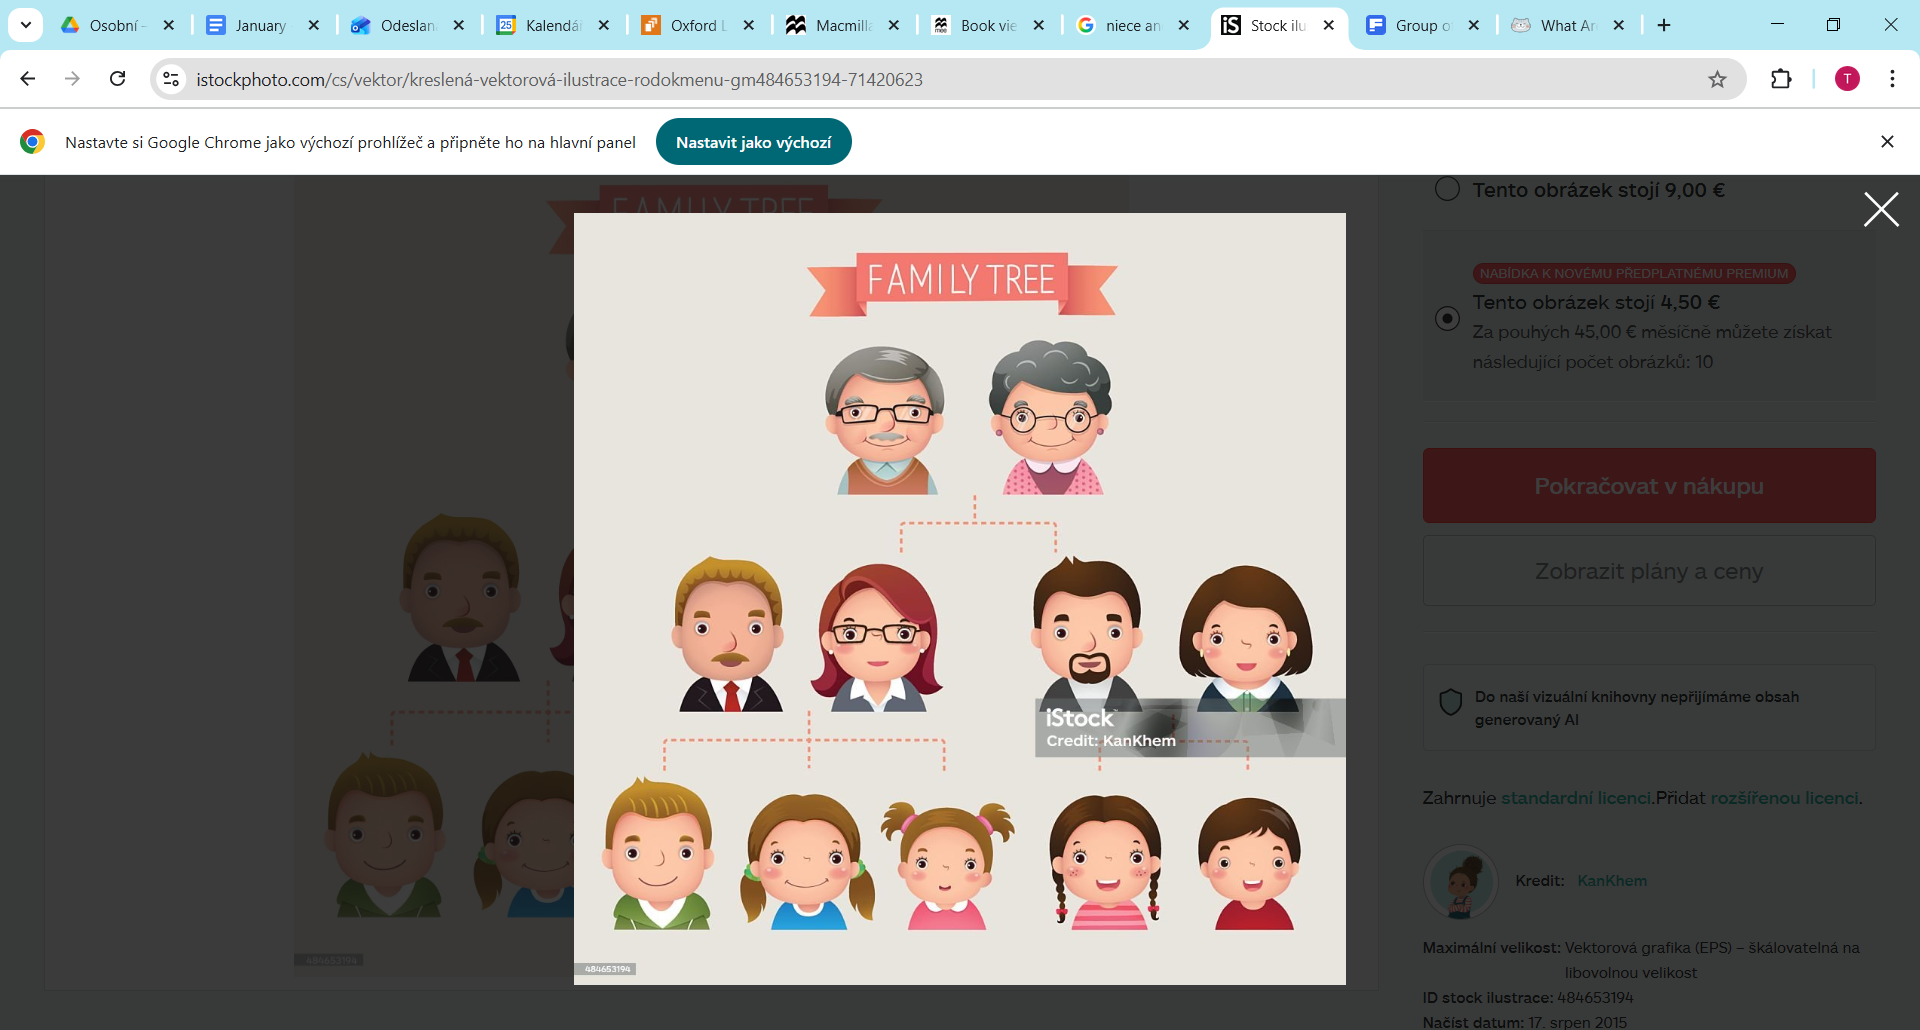 Osobní -
January
Odeslan
Kalendář
Oxford L
Macmilla
Book vie
niece an
Stock ilu
Group o
What Ar
istockphoto.com/cs/vektor/kreslená-vektorová-ilustrace-rodokmenu-gm484653194-71420623
T
Nastavte si Google Chrome jako výchozí prohlížeč a připněte ho na hlavní panel
Nastavit jako výchozí
FAMILY TREE
FAMILY TREE
iStock
Credit: KanKhem
484653194
484653194
Tento obrázek stojí 9,00 €
NABÍDKA K NOVÉMU PŘEDPLATNÉMU PREMIUM
Tento obrázek stojí 4,50 €
Za pouhých 45,00 € měsíčně můžete získat
následující počet obrázků: 10
Pokračovat v nákupu
Zobrazit plány a ceny
Do naší vizuální knihovny nepřijímáme obsah
generovaný AI
Zahrnuje standardní licenci.Přidat rozšířenou licenci.
Kredit: KanKhem
Maximální velikost: Vektorová grafika (EPS) – škálovatelná na
libovolnou velikost
ID stock ilustrace: 484653194
Načíst datum: 17. srpen 2015